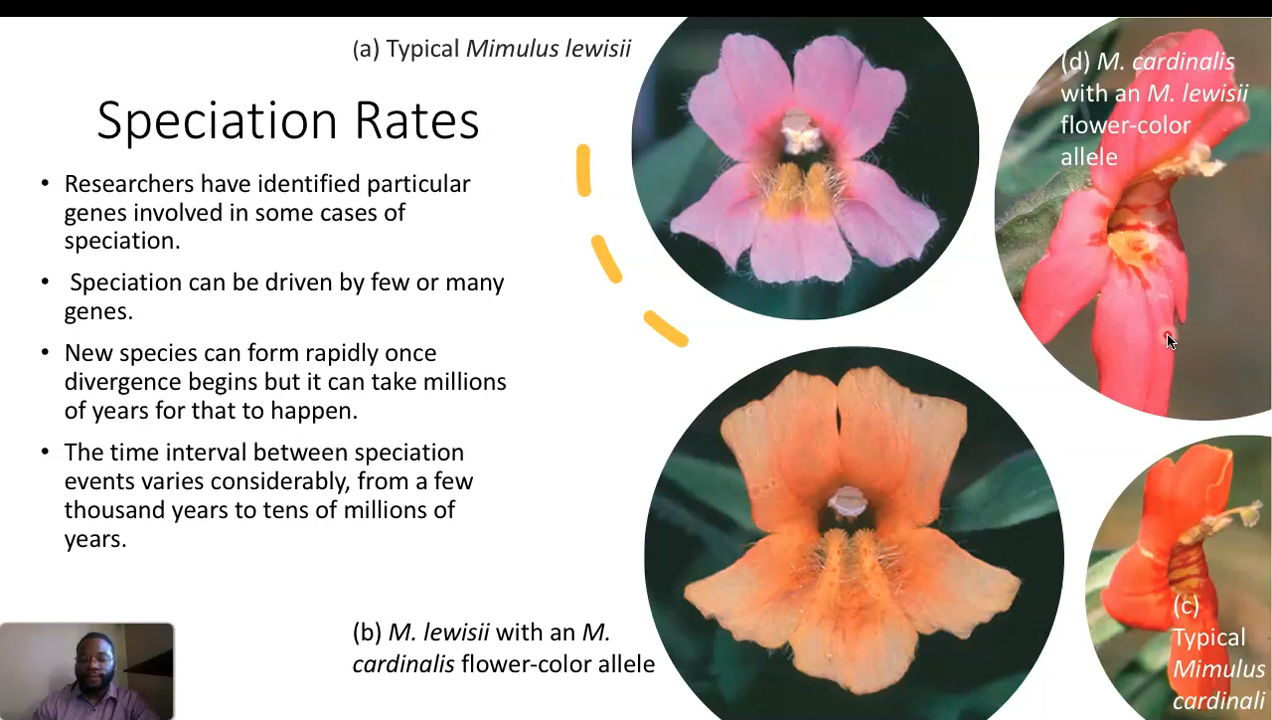 (a) Typical Mimulus lewisii
Speciation Rates
• Researchers have identified particular
genes involved in some cases of
speciation.
• Speciation can be driven by few or many
genes.
• New species can form rapidly once
divergence begins but it can take millions
of years for that to happen.
• The time interval between speciation
events varies considerably, from a few
thousand years to tens of millions of
years.
(b) M. lewisii with an M.
cardinalis flower-color allele
(d) M. cardinalis
with an M. lewisii
flower-color
allele
(c)
Typical
Mimulus
cardinali